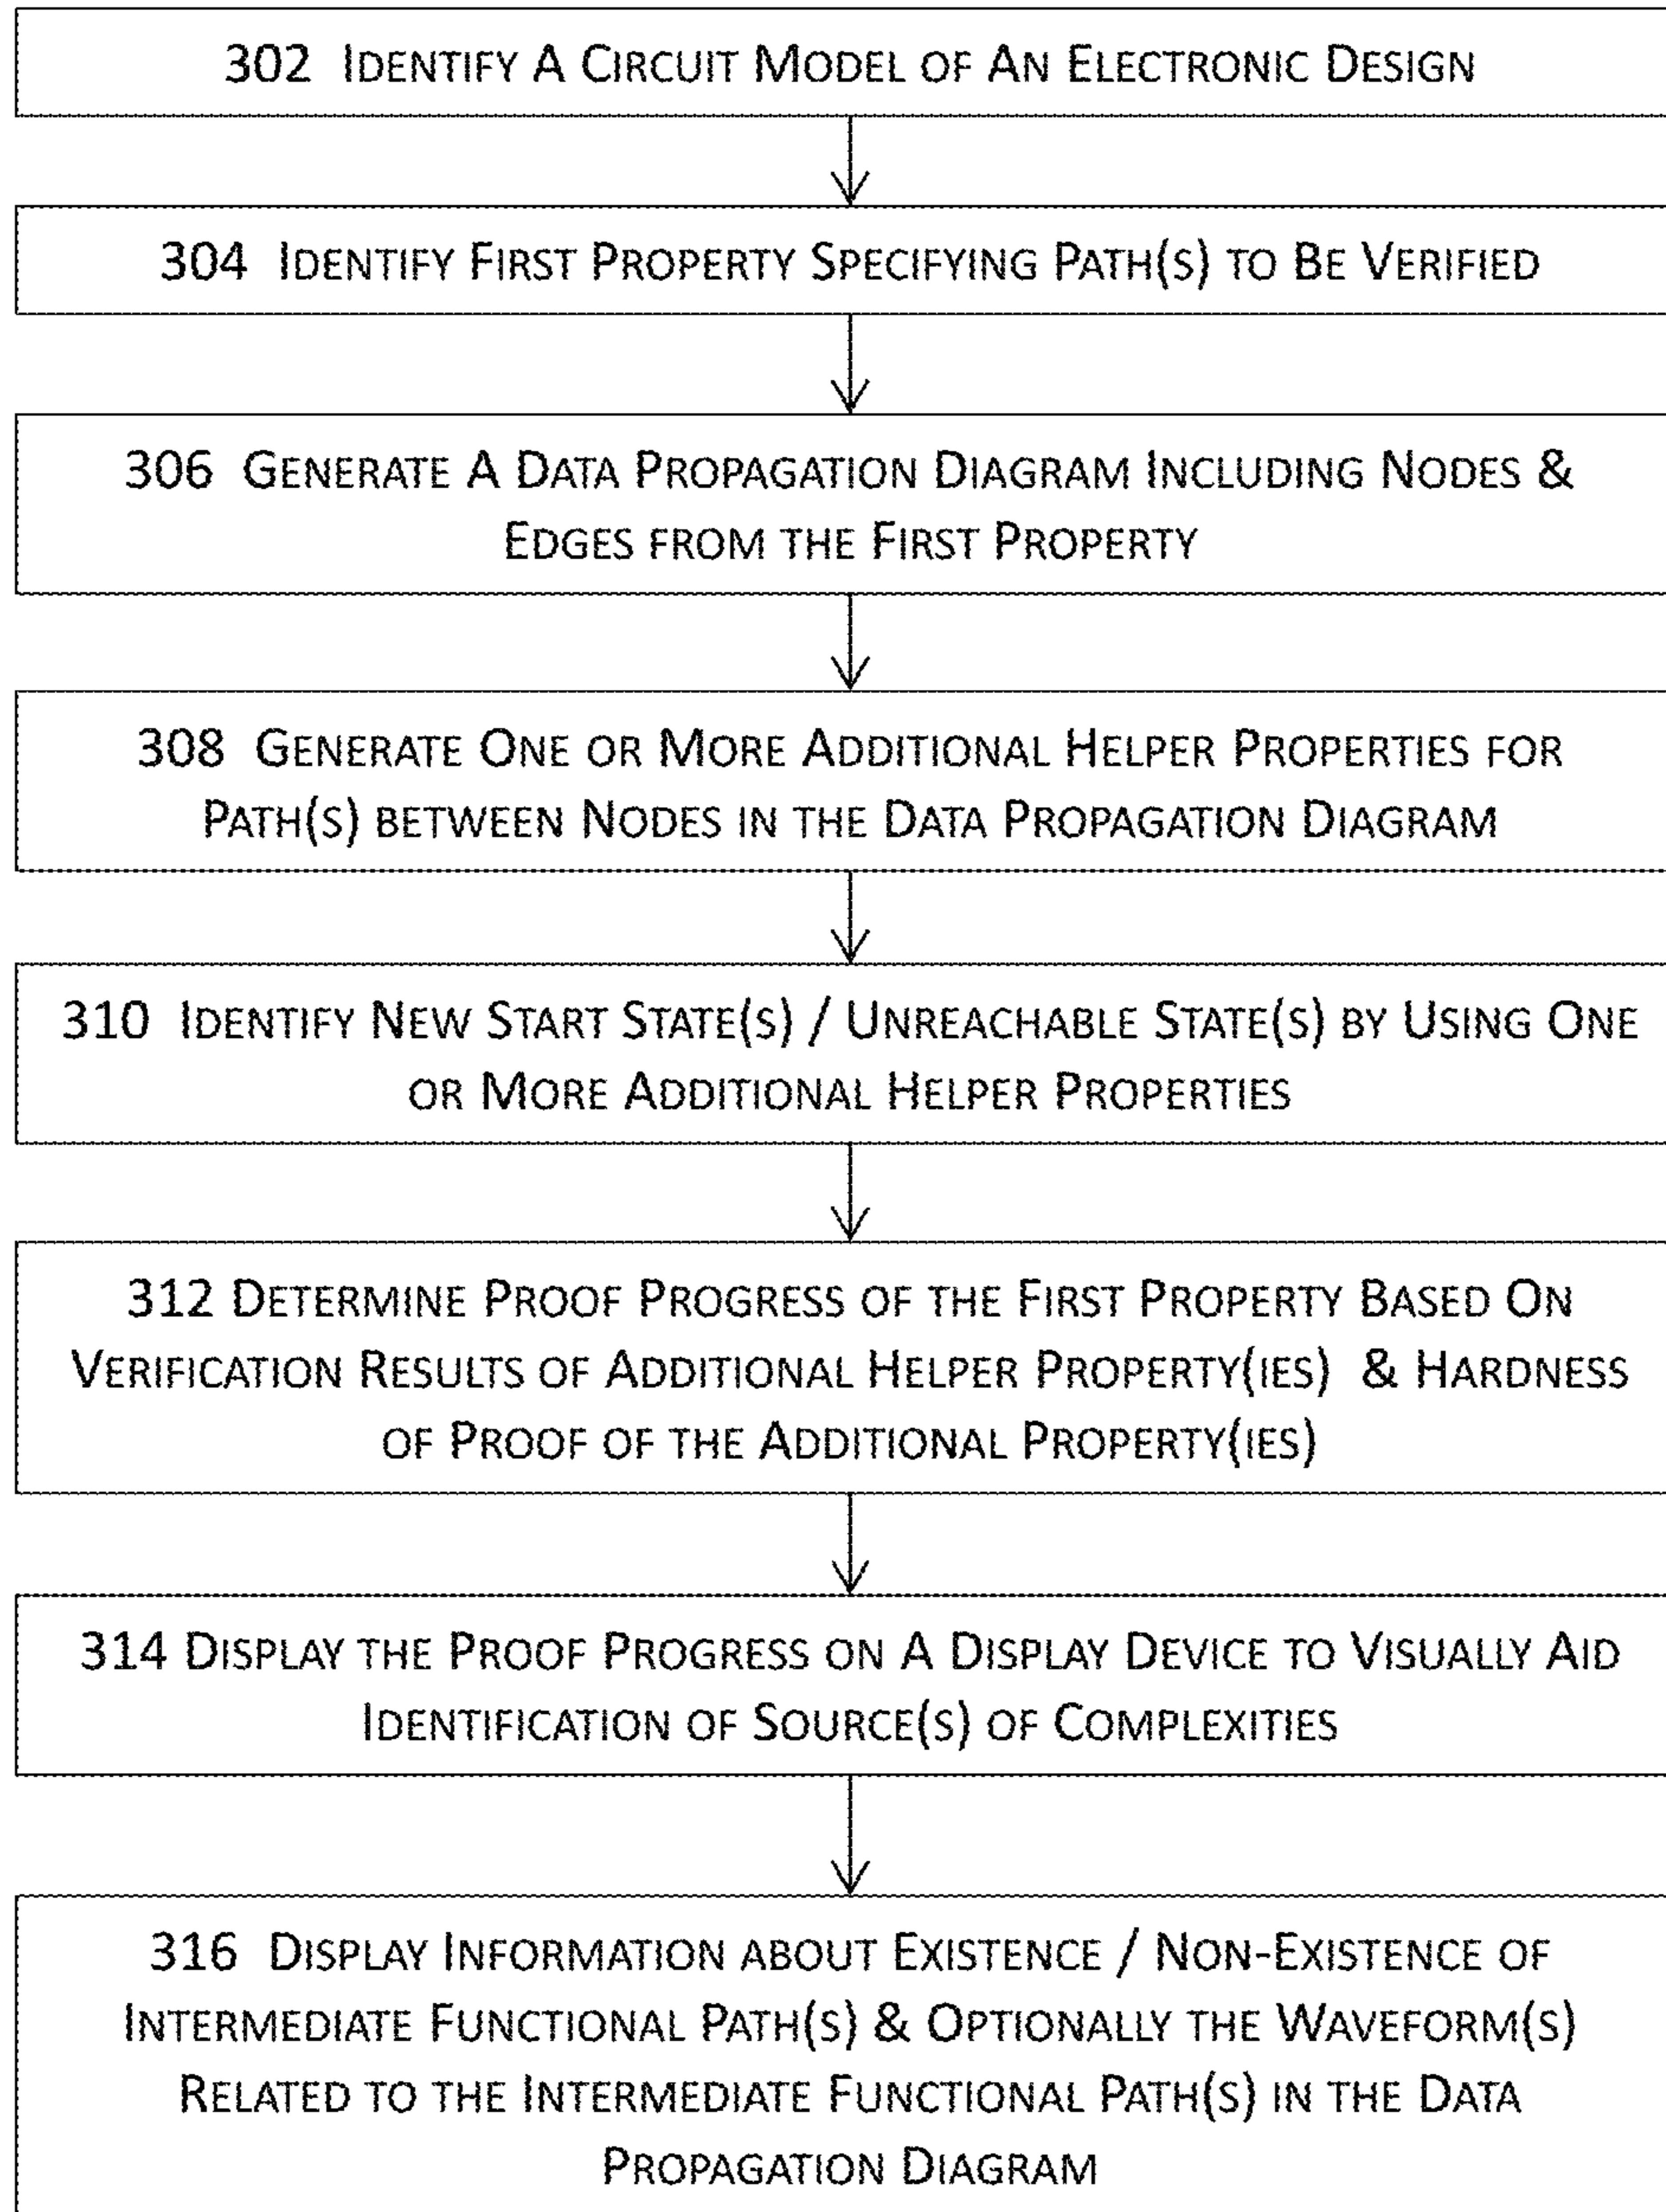 302 IDENTIFY A CIRCUIT MODEL OF AN ELECTRONIC DESIGN
304 IDENTIFY FIRST PROPERTY SPECIFYING PATH(S) TO BE VERIFIED
306 GENERATE A DATA PROPAGATION DIAGRAM INCLUDING NODES &
EDGES FROM THE FIRST PROPERTY
308 GENERATE ONE OR MORE ADDITIONAL HELPER PROPERTIES FOR
PATH(S) BETWEEN NODES IN THE DATA PROPAGATION DIAGRAM
310 IDENTIFY NEW START STATE(S) / UNREACHABLE STATE(S) BY USING ONE
OR MORE ADDITIONAL HELPER PROPERTIES
312 DETERMINE PROOF PROGRESS OF THE FIRST PROPERTY BASED ON
VERIFICATION RESULTS OF ADDITIONAL HELPER PROPERTY(IES) & HARDNESS
OF PROOF OF THE ADDITIONAL PROPERTY(IES)
314 DISPLAY THE PROOF PROGRESS ON A DISPLAY DEVICE TO VISUALLY AID
IDENTIFICATION OF SOURCE(S) OF COMPLEXITIES
316 DISPLAY INFORMATION ABOUT EXISTENCE / NON-EXISTENCE OF
INTERMEDIATE FUNCTIONAL PATH(S) & OPTIONALLY THE WAVEFORM(S)
RELATED TO THE INTERMEDIATE FUNCTIONAL PATH(S) IN THE DATA
PROPAGATION DIAGRAM